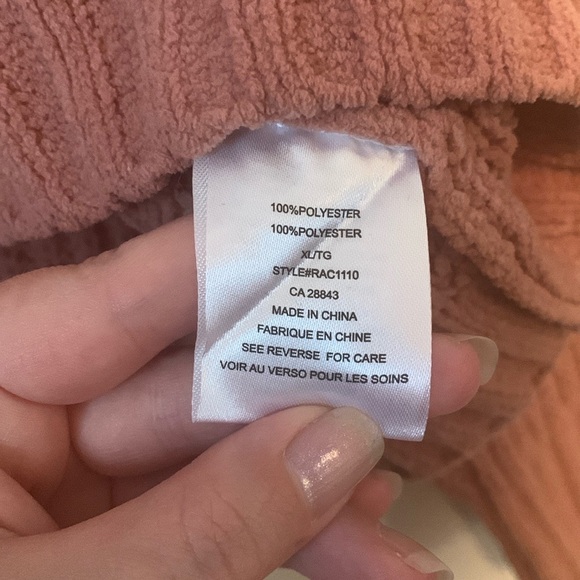 100%POLYESTER
100%POLYESTER
XL/TG
STYLE#RAC1110
CA 28843
MADE IN CHINA
FABRIQUE EN CHINE
SEE REVERSE FOR CARE
VOIR AU VERSO POUR LES SOINS